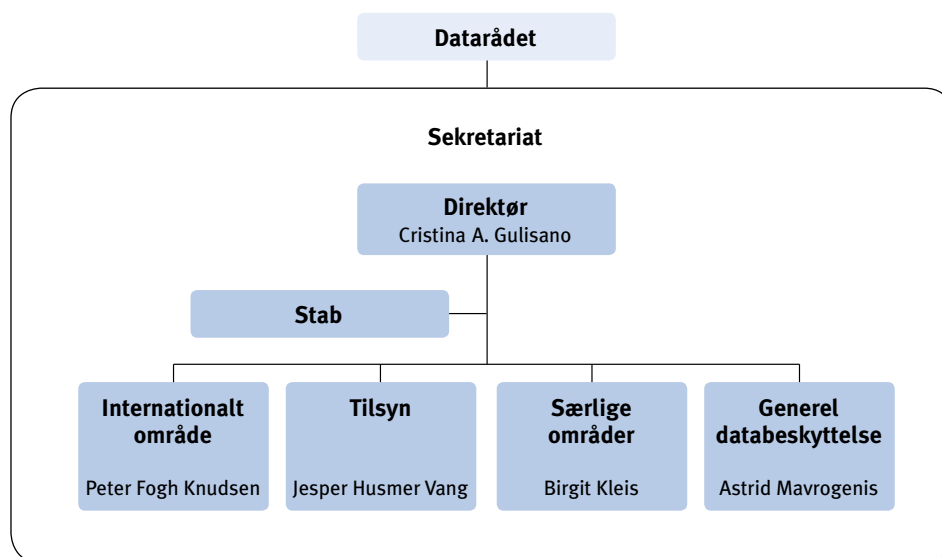 Datarådet
Sekretariat
Direktør
Cristina A. Gulisano
Stab
Internationalt
område
Peter Fogh Knudsen
Tilsyn
Jesper Husmer Vang
Særlige
områder
Birgit Kleis
Generel
databeskyttelse
Astrid Mavrogenis